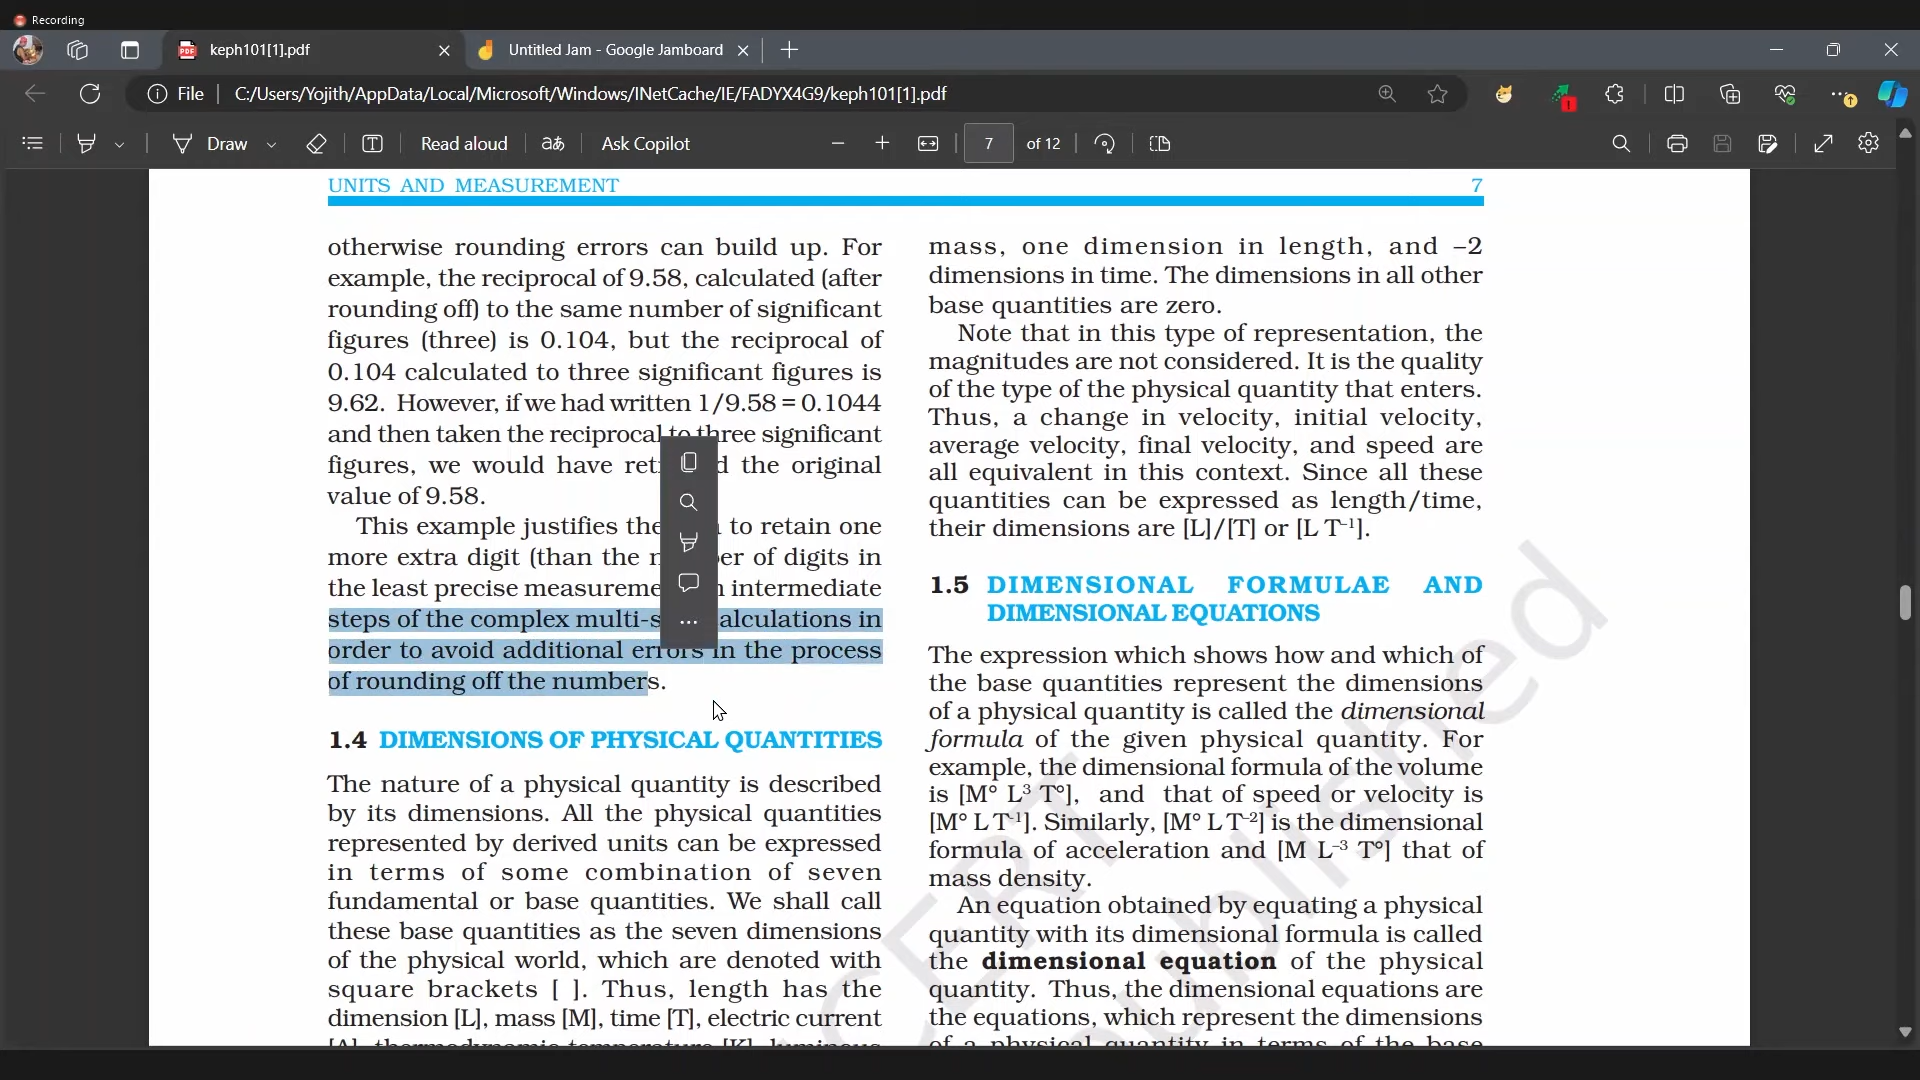 Recording
keph101[1].pdf
Untitled Jam - Google Jamboard
File
C:/Users/Yojith/AppData/Local/Microsoft/Windows/INetCache/IE/FADYX4G9/keph101[1].pdf
Draw
Read aloud
aあ
Ask Copilot
7 of 12
UNITS AND MEASUREMENT 7
otherwise rounding errors can build up. For
example, the reciprocal of 9.58, calculated (after
rounding off) to the same number of significant
figures (three) is 0.104, but the reciprocal of
0.104 calculated to three significant figures is
9.62. However, if we had written 1/9.58 = 0.1044
and then taken the reciprocal to three significant
figures, we would have the original
value of 9.58.
This example justifies the to retain one
more extra digit (than the of digits in
the least precise intermediate
steps of the complex calculations in
order to avoid additional errors in the process
of rounding off the numbers.
1.4 DIMENSIONS OF PHYSICAL QUANTITIES
The nature of a physical quantity is described
by its dimensions. All the physical quantities
represented by derived units can be expressed
in terms of some combination of seven
fundamental or base quantities. We shall call
these base quantities as the seven dimensions
of the physical world, which are denoted with
square brackets [ ]. Thus, length has the
dimension [L], mass [M], time [T], electric current
[A], thermodynamic temperature [K], luminous
mass, one dimension in length, and –2
dimensions in time. The dimensions in all other
base quantities are zero.
Note that in this type of representation, the
magnitudes are not considered. It is the quality
of the type of the physical quantity that enters.
Thus, a change in velocity, initial velocity,
average velocity, final velocity, and speed are
all equivalent in this context. Since all these
quantities can be expressed as length/time,
their dimensions are [L]/[T] or [L T⁻¹].
1.5 DIMENSIONAL FORMULAE AND
DIMENSIONAL EQUATIONS
The expression which shows how and which of
the base quantities represent the dimensions
of a physical quantity is called the dimensional
formula of the given physical quantity. For
example, the dimensional formula of the volume
is [M° L³ T°], and that of speed or velocity is
[M° L T⁻¹]. Similarly, [M° L T⁻²] is the dimensional
formula of acceleration and [M L⁻³ T°] that of
mass density.
An equation obtained by equating a physical
quantity with its dimensional formula is called
the dimensional equation of the physical
quantity. Thus, the dimensional equations are
the equations, which represent the dimensions
of a physical quantity in terms of the base